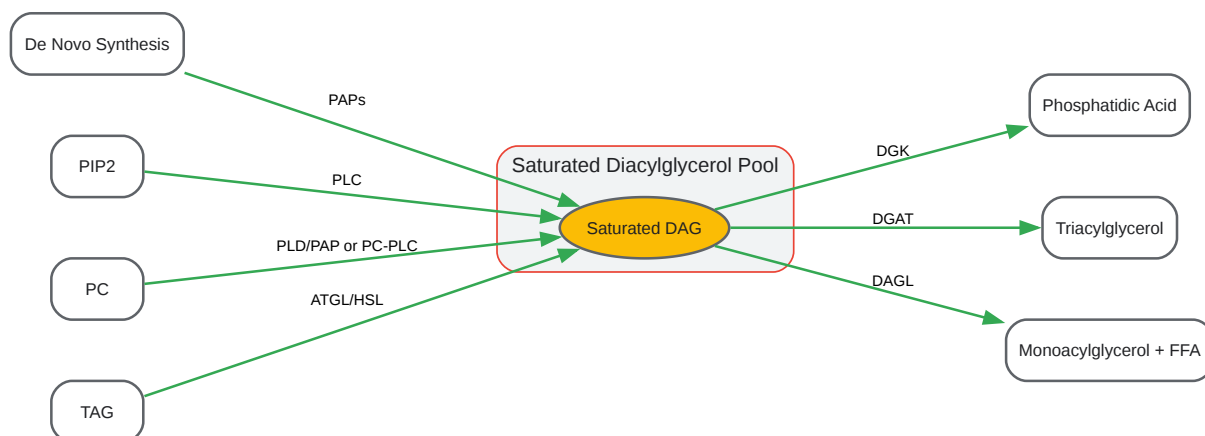 De Novo Synthesis
PAPs
Phosphatidic Acid
PIP2
PLC
Saturated Diacylglycerol Pool
DGK
Saturated DAG
DGAT
Triacylglycerol
PC
PLD/PAP or PC-PLC
DAGL
ATGL/HSL
Monoacylglycerol + FFA
TAG